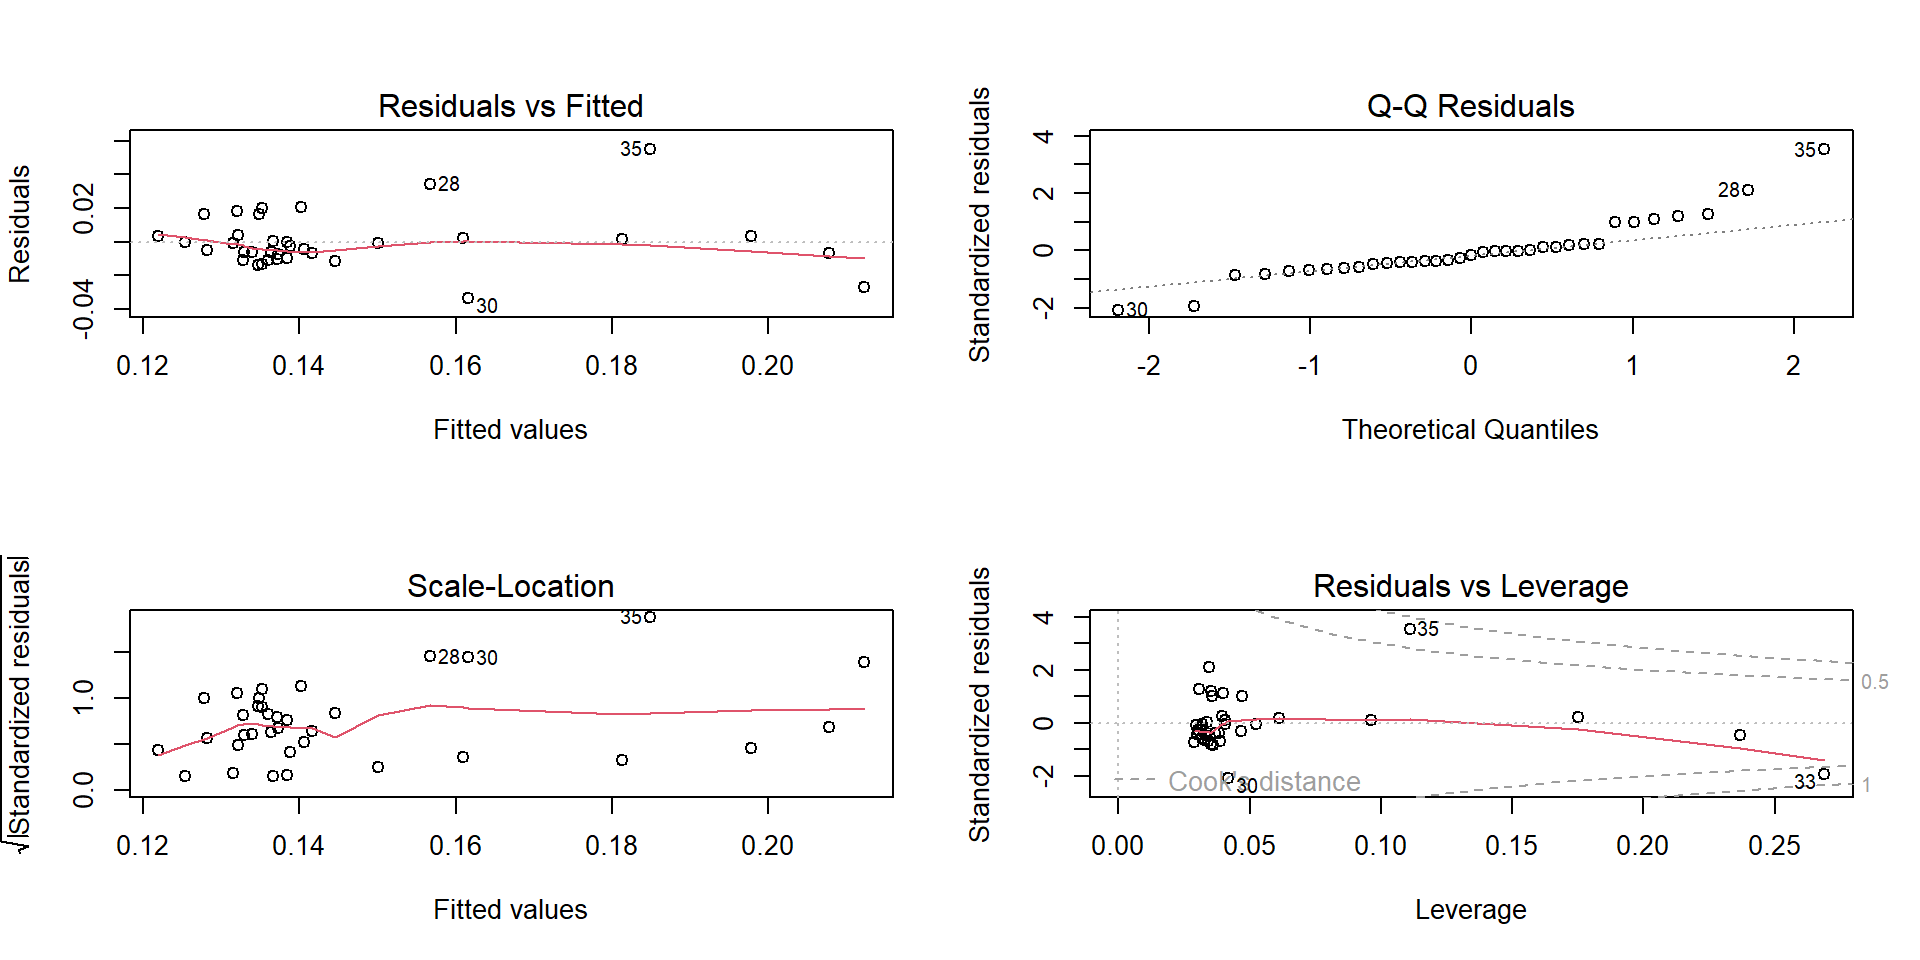 Residuals vs Fitted
Residuals
-0.04 0.02
35
28
30
0.12 0.14 0.16 0.18 0.20
Fitted values
Q-Q Residuals
Standardized residuals
-2 0 2 4
35
28
30
-2 -1 0 1 2
Theoretical Quantiles
Scale-Location
√|Standardized residuals|
0.0 1.0
35
28 30
0.12 0.14 0.16 0.18 0.20
Fitted values
Residuals vs Leverage
Standardized residuals
-2 0 2 4
35
0.5
Cook's distance
30
33
1
0.00 0.05 0.10 0.15 0.20 0.25
Leverage